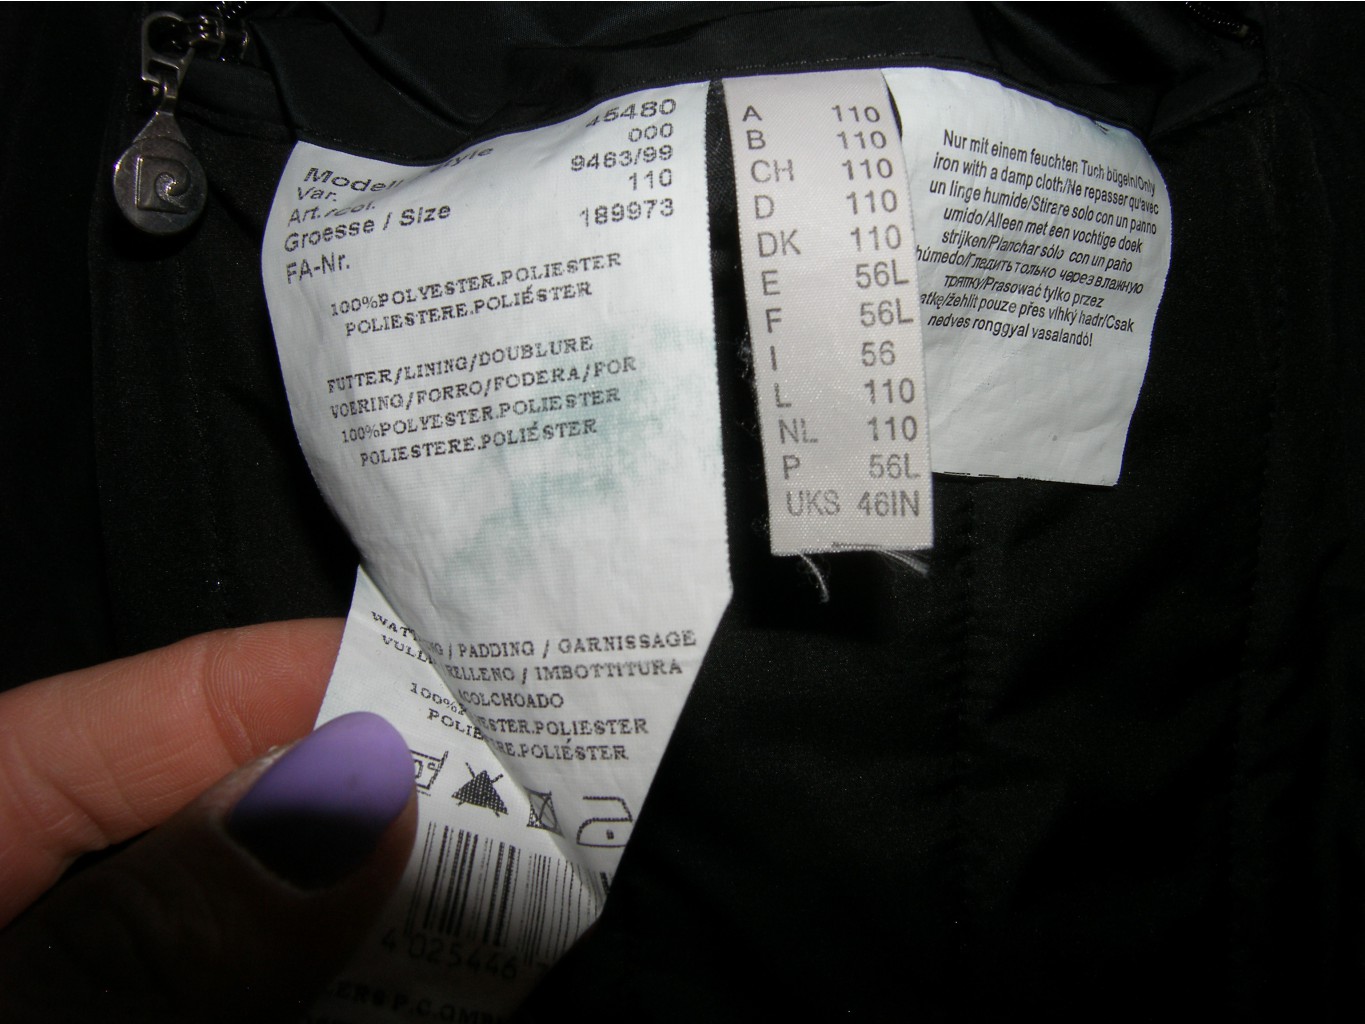 45480
000
9463/99
110
189973
Var.
Groesse / Size
FA-Nr.
100%POLYESTER.POLIESTER
POLIESTERE.POLIÉSTER
FUTTER/LINING/DOUBLURE
VOERING/FORRO/FODERA/FOR
100%POLYESTER.POLIESTER
POLIESTERE.POLIÉSTER
/ PADDING / GARNISSAGE
/ IMBOTTITURA
100%
4 025446
A 110
B 110
CH 110
D 110
DK 110
E 56L
F 56L
I 56
L 110
NL 110
P 56L
UKS 46IN
Nur mit einem feuchten Tuch bügeln/Only
iron with a damp cloth/Ne repasser qu'avec
un linge humide/Stirare solo con un panno
umido/Alleen met een vochtige doek
strijken/Planchar sólo con un paño
húmedo/Гледить только через влажную
тряпку/Prasować tylko przez
/žehlit pouze přes vlhký hadr/Csak
nedves ronggyal vasalandó!